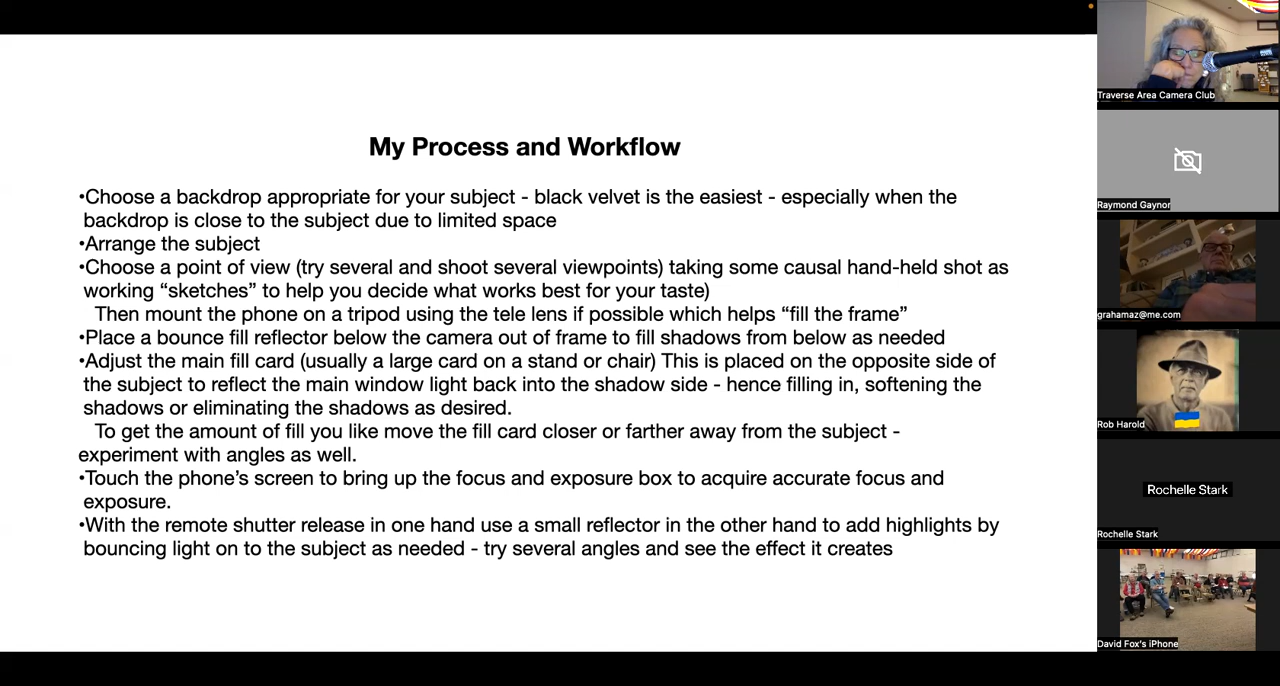 My Process and Workflow
•Choose a backdrop appropriate for your subject - black velvet is the easiest - especially when the
backdrop is close to the subject due to limited space
•Arrange the subject
•Choose a point of view (try several and shoot several viewpoints) taking some causal hand-held shot as
working “sketches” to help you decide what works best for your taste)
Then mount the phone on a tripod using the tele lens if possible which helps “fill the frame”
•Place a bounce fill reflector below the camera out of frame to fill shadows from below as needed
•Adjust the main fill card (usually a large card on a stand or chair) This is placed on the opposite side of
the subject to reflect the main window light back into the shadow side - hence filling in, softening the
shadows or eliminating the shadows as desired.
To get the amount of fill you like move the fill card closer or farther away from the subject -
experiment with angles as well.
•Touch the phone’s screen to bring up the focus and exposure box to acquire accurate focus and
exposure.
•With the remote shutter release in one hand use a small reflector in the other hand to add highlights by
bouncing light on to the subject as needed - try several angles and see the effect it creates
Traverse Area Camera Club
Raymond Gaynor
grahamaz@me.com
Rob Harold
Rochelle Stark
Rochelle Stark
David Fox's iPhone